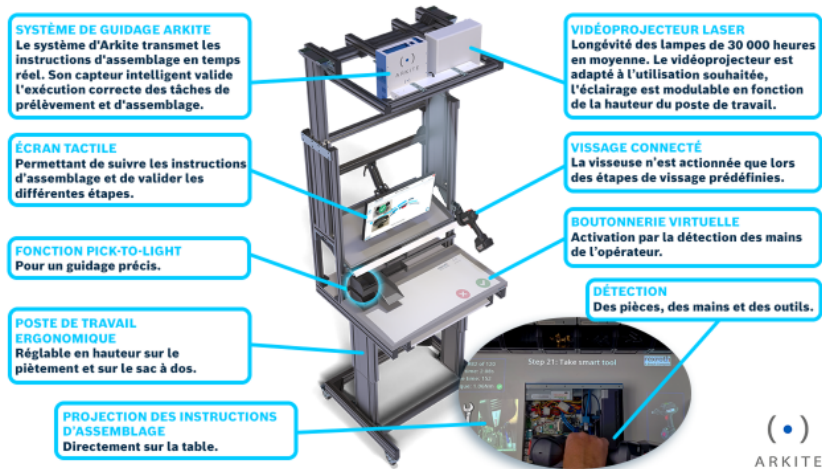 SYSTÈME DE GUIDAGE ARKITE
Le système d'Arkite transmet les
instructions d'assemblage en temps
réel. Son capteur intelligent valide
l'exécution correcte des tâches de
prélèvement et d'assemblage.
ÉCRAN TACTILE
Permettant de suivre les instructions
d'assemblage et de valider les
différentes étapes.
FONCTION PICK-TO-LIGHT
Pour un guidage précis.
POSTE DE TRAVAIL
ERGONOMIQUE
Réglable en hauteur sur le
piètement et sur le sac à dos.
PROJECTION DES INSTRUCTIONS
D'ASSEMBLAGE
Directement sur la table.
VIDÉOPROJECTEUR LASER
Longévité des lampes de 30 000 heures
en moyenne. Le vidéoprojecteur est
adapté à l'utilisation souhaitée,
l'éclairage est modulable en fonction
de la hauteur du poste de travail.
VISSAGE CONNECTÉ
La visseuse n'est actionnée que lors
des étapes de vissage prédéfinies.
BOUTONNERIE VIRTUELLE
Activation par la détection des mains
de l'opérateur.
DÉTECTION
Des pièces, des mains et des outils.
ARKITE
Step 21: Take smart tool
ARKITE